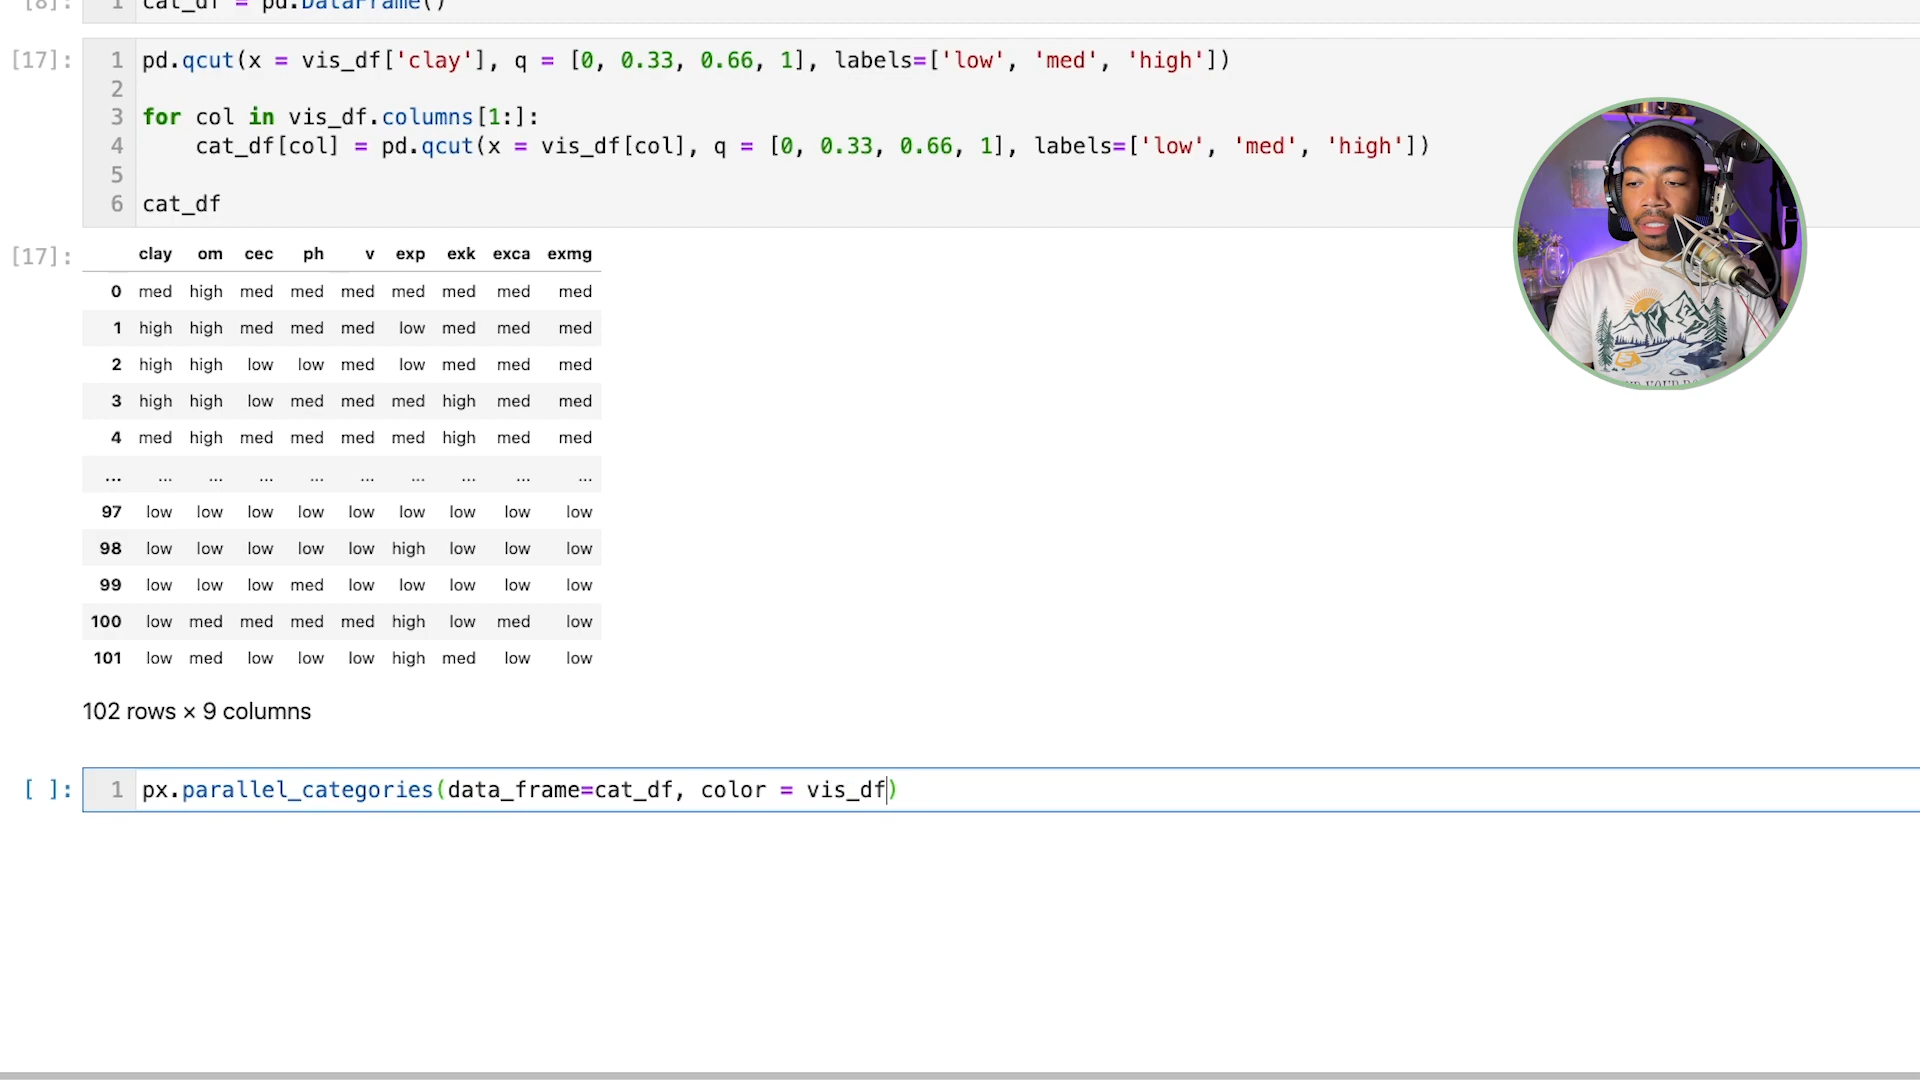 [8]: 1 cat_df = pd.DataFrame()
[17]: 1 pd.qcut(x = vis_df['clay'], q = [0, 0.33, 0.66, 1], labels=['low', 'med', 'high'])
2
3 for col in vis_df.columns[1:]:
4 cat_df[col] = pd.qcut(x = vis_df[col], q = [0, 0.33, 0.66, 1], labels=['low', 'med', 'high'])
5
6 cat_df
[17]: clay om cec ph v exp exk exca exmg
0 med high med med med med med med med
1 high high med med med low med med med
2 high high low low med low med med med
3 high high low med med med high med med
4 med high med med med med high med med
... ... ... ... ... ... ... ... ... ...
97 low low low low low low low low low
98 low low low low low high low low low
99 low low low med low low low low low
100 low med med med med high low med low
101 low med low low low high med low low
102 rows × 9 columns
[ ]: 1 px.parallel_categories(data_frame=cat_df, color = vis_df)